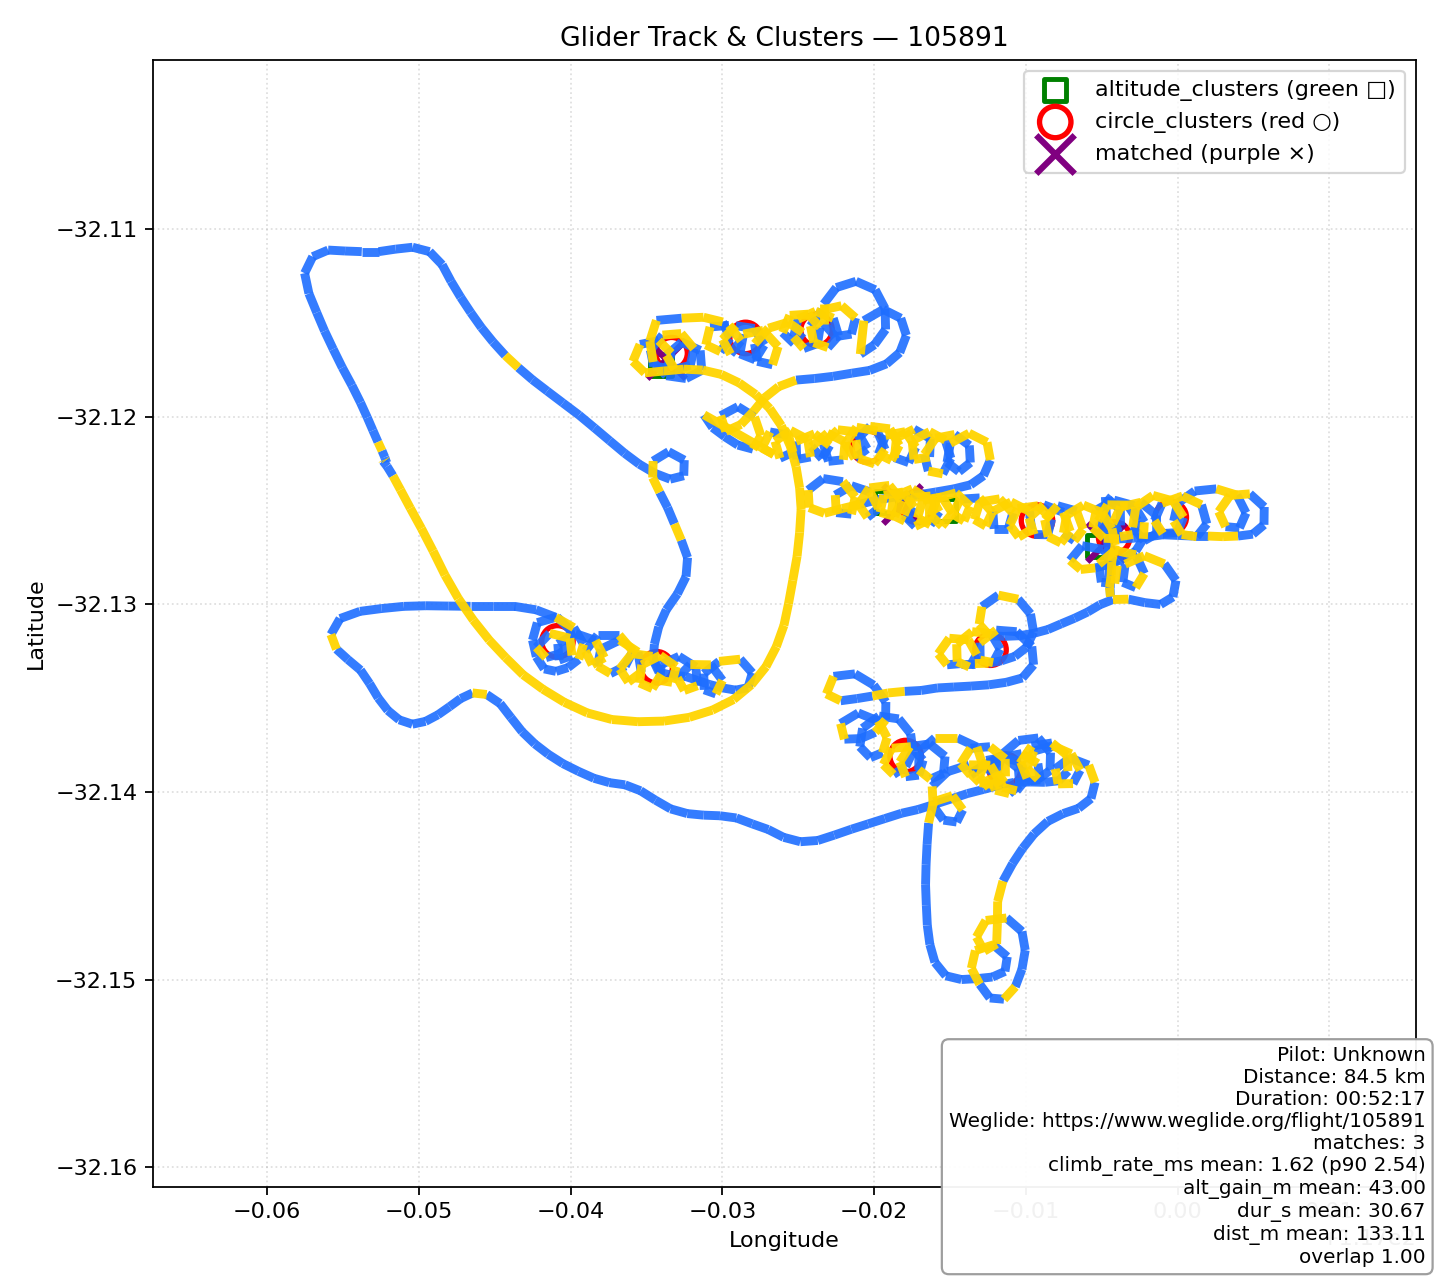 Glider Track & Clusters — 105891
altitude_clusters (green □)
circle_clusters (red ○)
matched (purple ×)
−32.11
−32.12
−32.13
−32.14
−32.15
−32.16
Latitude
−0.06
−0.05
−0.04
−0.03
−0.02
−0.01
0.00
Longitude
Pilot: Unknown
Distance: 84.5 km
Duration: 00:52:17
Weglide: https://www.weglide.org/flight/105891
matches: 3
climb_rate_ms mean: 1.62 (p90 2.54)
alt_gain_m mean: 43.00
dur_s mean: 30.67
dist_m mean: 133.11
overlap 1.00